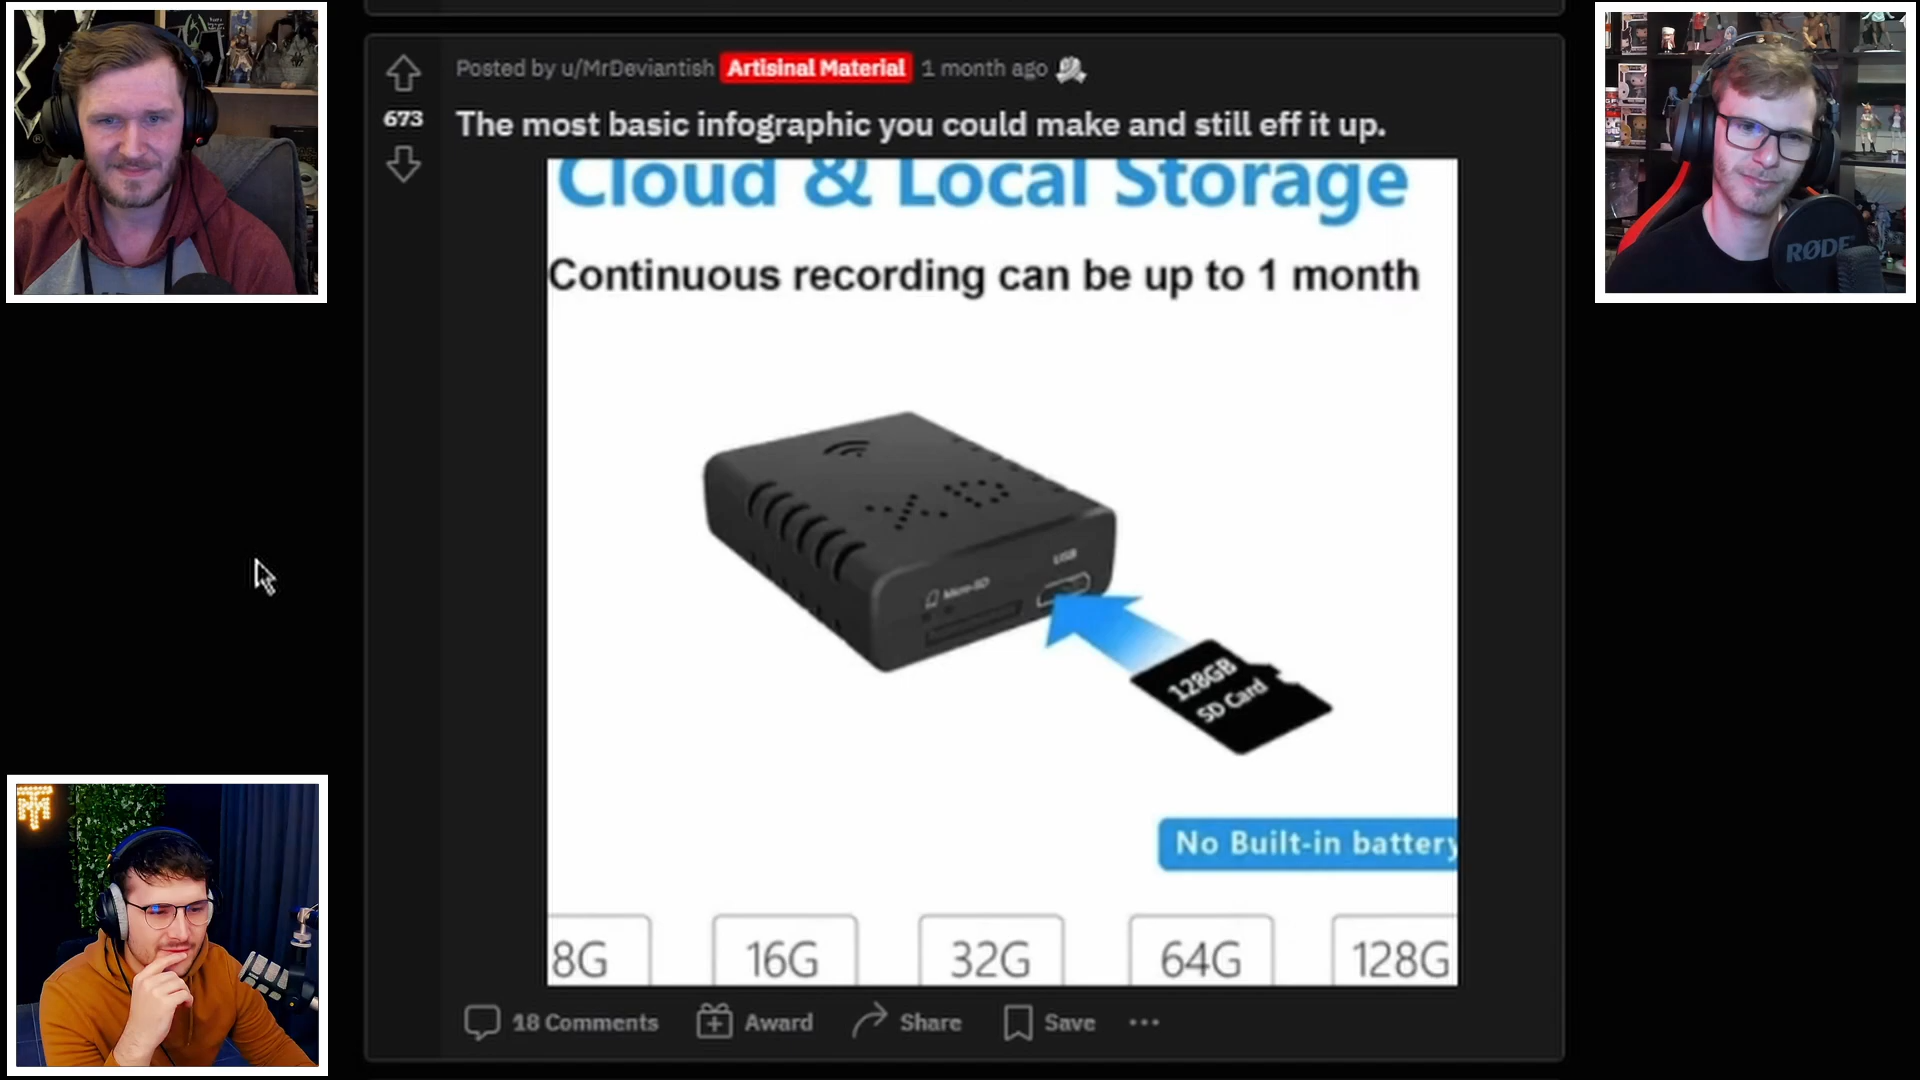 Posted by u/MrDeviantish Artisinal Material 1 month ago
673
The most basic infographic you could make and still eff it up.
Cloud & Local Storage
Continuous recording can be up to 1 month
XD
USB
Micro-SD
128GB
SD Card
No Built-in battery
8G 16G 32G 64G 128G
18 Comments Award Share Save
RØDE